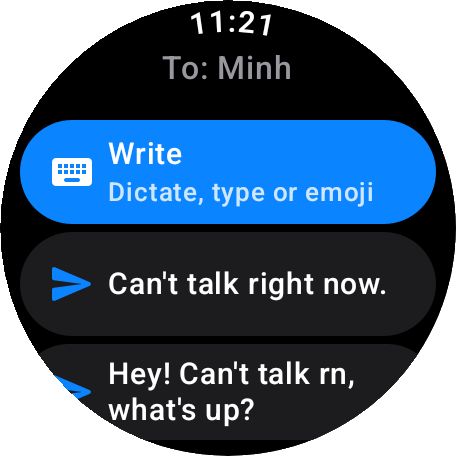 11:21
To: Minh
Write
Dictate, type or emoji
Can't talk right now.
Hey! Can't talk rn,
what's up?